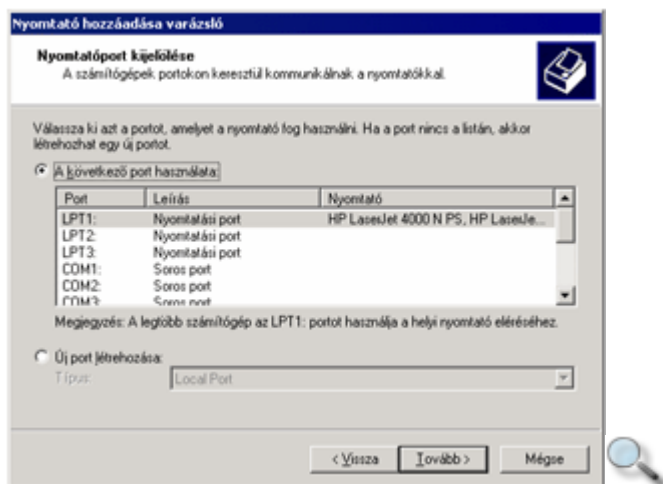 Nyomtató hozzáadása varázsló
Nyomtatóport kijelölése
A számítógépek portokon keresztül kommunikálnak a nyomtatókkal.
Válassza ki azt a portot, amelyet a nyomtató fog használni. Ha a port nincs a listán, akkor
létrehozhat egy új portot.
A következő port használata:
Port Leírás Nyomtató
LPT1: Nyomtatási port HP LaserJet 4000 N PS, HP LaserJe...
LPT2: Nyomtatási port
LPT3: Nyomtatási port
COM1: Soros port
COM2: Soros port
COM3: Soros port
Megjegyzés: A legtöbb számítógép az LPT1: portot használja a helyi nyomtató eléréséhez.
Új port létrehozása:
Típus: Local Port
< Vissza Tovább > Mégse